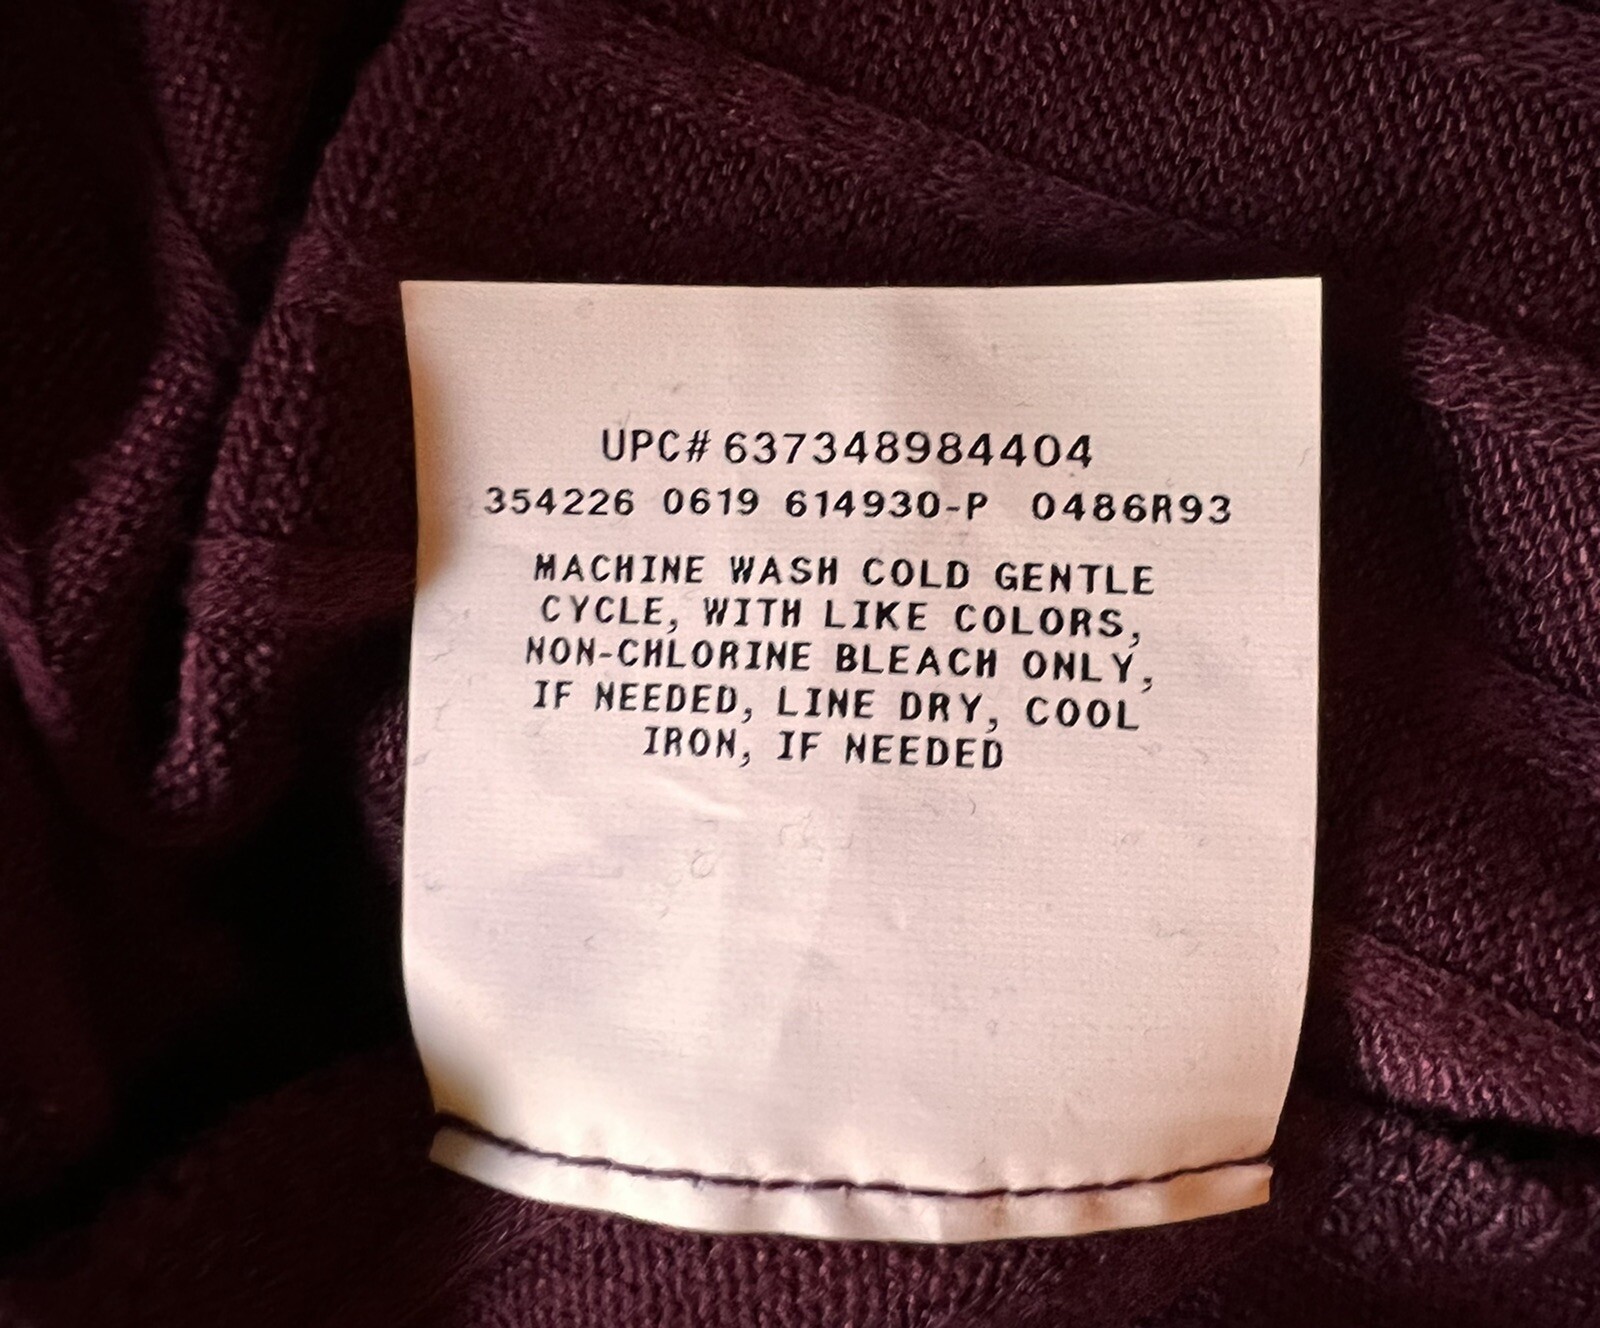 UPC# 637348984404
354226 0619 614930-P 0486R93
MACHINE WASH COLD GENTLE
CYCLE, WITH LIKE COLORS,
NON-CHLORINE BLEACH ONLY,
IF NEEDED, LINE DRY, COOL
IRON, IF NEEDED